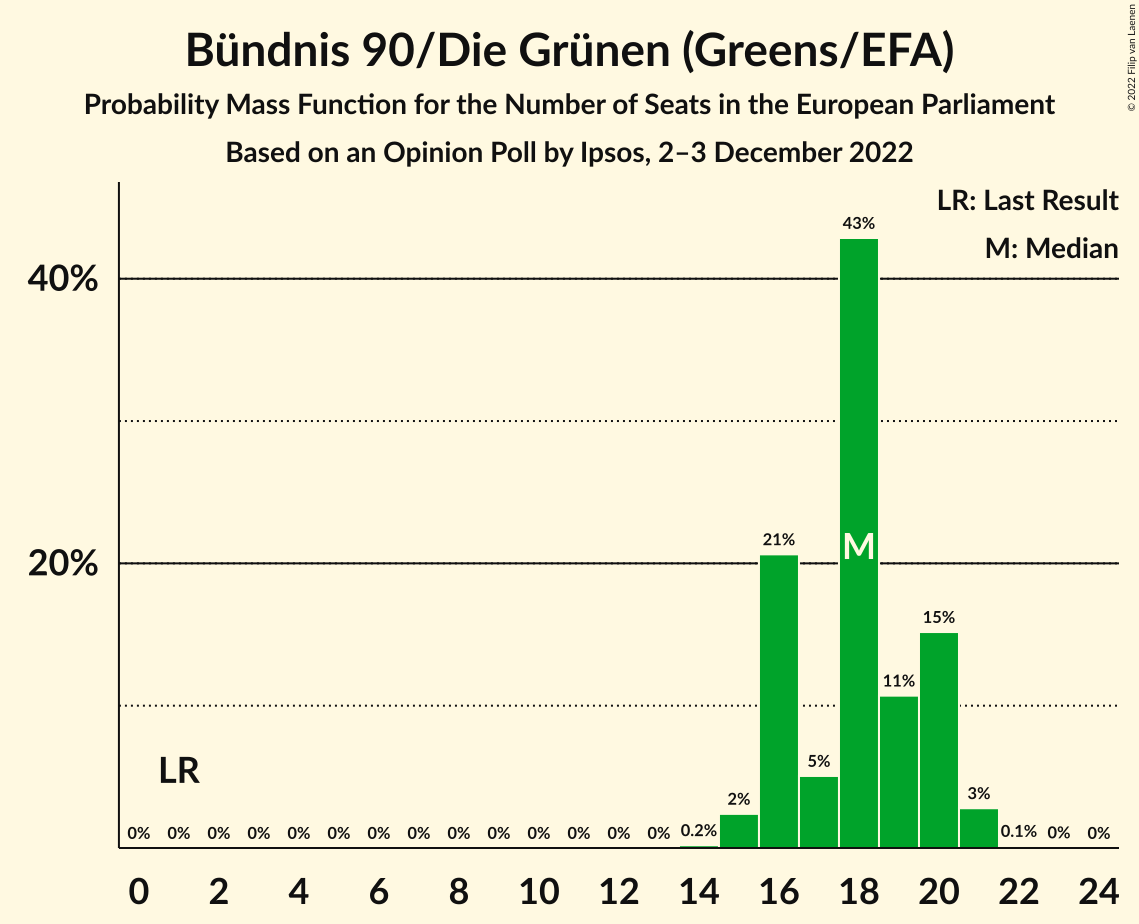 Bündnis 90/Die Grünen (Greens/EFA)
Probability Mass Function for the Number of Seats in the European Parliament
Based on an Opinion Poll by Ipsos, 2–3 December 2022
© 2022 Filip van Laenen
LR: Last Result
M: Median
40%
20%
43%
21%
M
15%
11%
5%
3%
2%
LR
0% 0% 0% 0% 0% 0% 0% 0% 0% 0% 0% 0% 0% 0% 0.2% 0.1% 0% 0%
0 2 4 6 8 10 12 14 16 18 20 22 24